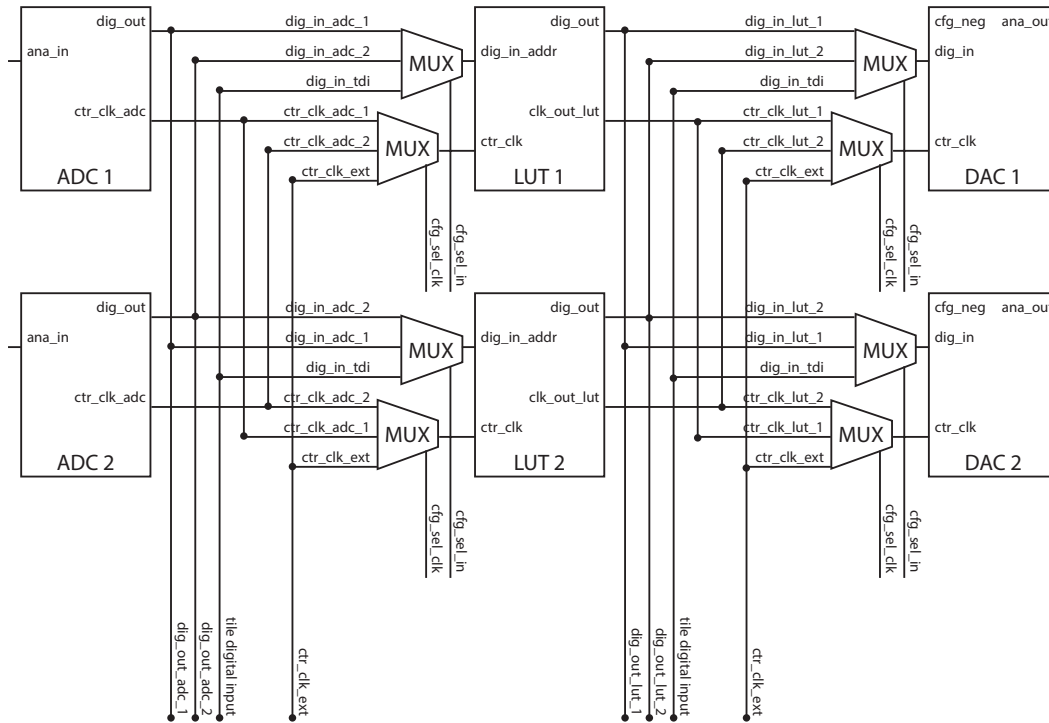 dig_out
dig_in_adc_1
dig_out
dig_in_lut_1
cfg_neg
ana_out
ana_in
dig_in_adc_2
MUX
dig_in_addr
dig_in_lut_2
MUX
dig_in
dig_in_tdi
dig_in_tdi
ctr_clk_adc
ctr_clk_adc_1
clk_out_lut
ctr_clk_lut_1
ctr_clk_adc_2
MUX
ctr_clk
ctr_clk_lut_2
MUX
ctr_clk
ADC 1
ctr_clk_ext
LUT 1
ctr_clk_ext
DAC 1
cfg_sel_clk
cfg_sel_in
cfg_sel_clk
cfg_sel_in
dig_out
dig_in_adc_2
dig_out
dig_in_lut_2
cfg_neg
ana_out
ana_in
dig_in_adc_1
MUX
dig_in_addr
dig_in_lut_1
MUX
dig_in
dig_in_tdi
dig_in_tdi
ctr_clk_adc
ctr_clk_adc_2
clk_out_lut
ctr_clk_lut_2
ctr_clk_adc_1
MUX
ctr_clk
ctr_clk_lut_1
MUX
ctr_clk
ADC 2
ctr_clk_ext
LUT 2
ctr_clk_ext
DAC 2
cfg_sel_clk
cfg_sel_in
cfg_sel_clk
cfg_sel_in
dig_out_adc_1
dig_out_adc_2
tile digital input
ctr_clk_ext
dig_out_lut_1
dig_out_lut_2
tile digital input
ctr_clk_ext